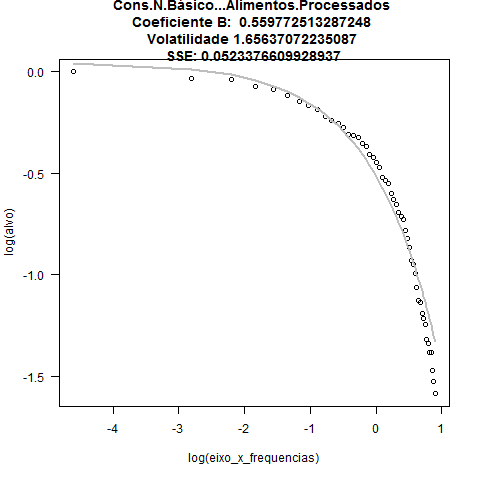 Cons.N.Básico...Alimentos.Processados
Coeficiente B: 0.559772513287248
Volatilidade 1.65637072235087
SSE: 0.0523376609928937
0.0
-0.5
-1.0
-1.5
log(alvo)
-4
-3
-2
-1
0
1
log(eixo_x_frequencias)